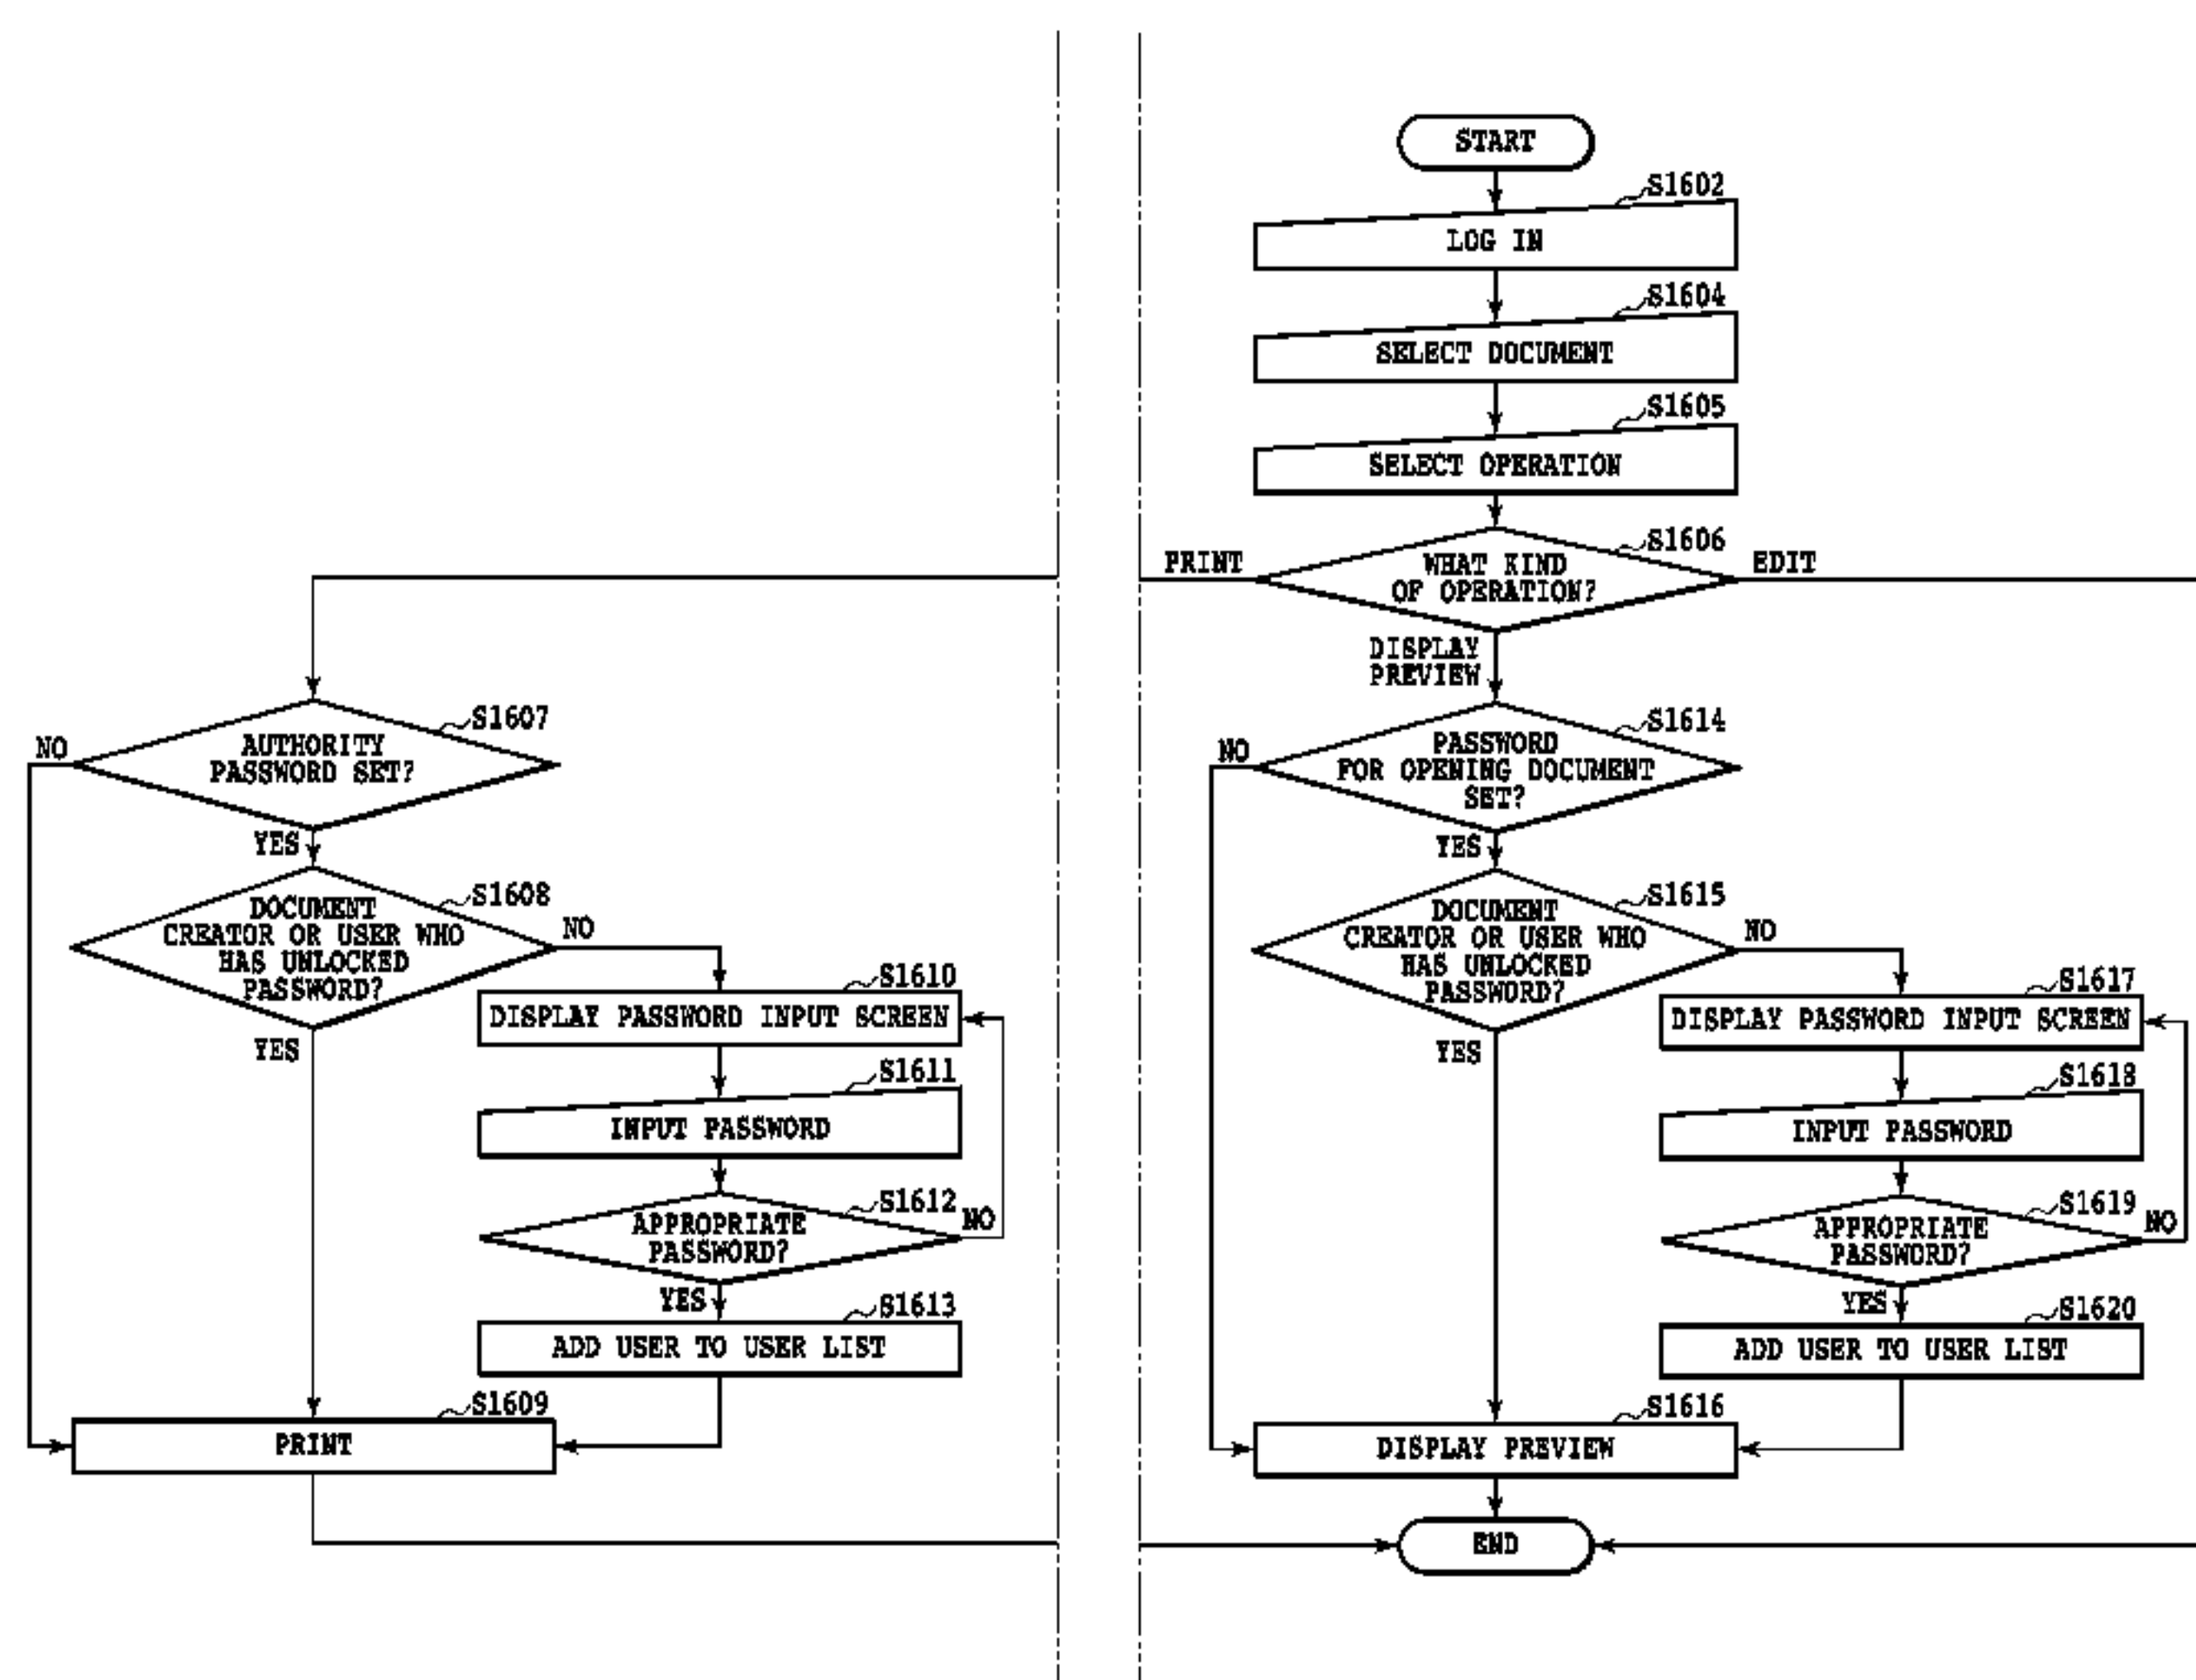 START
S1602
LOG IN
S1604
SELECT DOCUMENT
S1605
SELECT OPERATION
S1606
PRINT
WHAT KIND
OF OPERATION?
EDIT
DISPLAY
PREVIEW
S1607
NO
AUTHORITY
PASSWORD SET?
YES
S1608
DOCUMENT
CREATOR OR USER WHO
HAS UNLOCKED
PASSWORD?
NO
YES
S1610
DISPLAY PASSWORD INPUT SCREEN
S1611
INPUT PASSWORD
S1612
APPROPRIATE
PASSWORD?
NO
YES
S1613
ADD USER TO USER LIST
S1609
PRINT
S1614
NO
PASSWORD
FOR OPENING DOCUMENT
SET?
YES
S1615
DOCUMENT
CREATOR OR USER WHO
HAS UNLOCKED
PASSWORD?
NO
YES
S1617
DISPLAY PASSWORD INPUT SCREEN
S1618
INPUT PASSWORD
S1619
APPROPRIATE
PASSWORD?
NO
YES
S1620
ADD USER TO USER LIST
S1616
DISPLAY PREVIEW
END